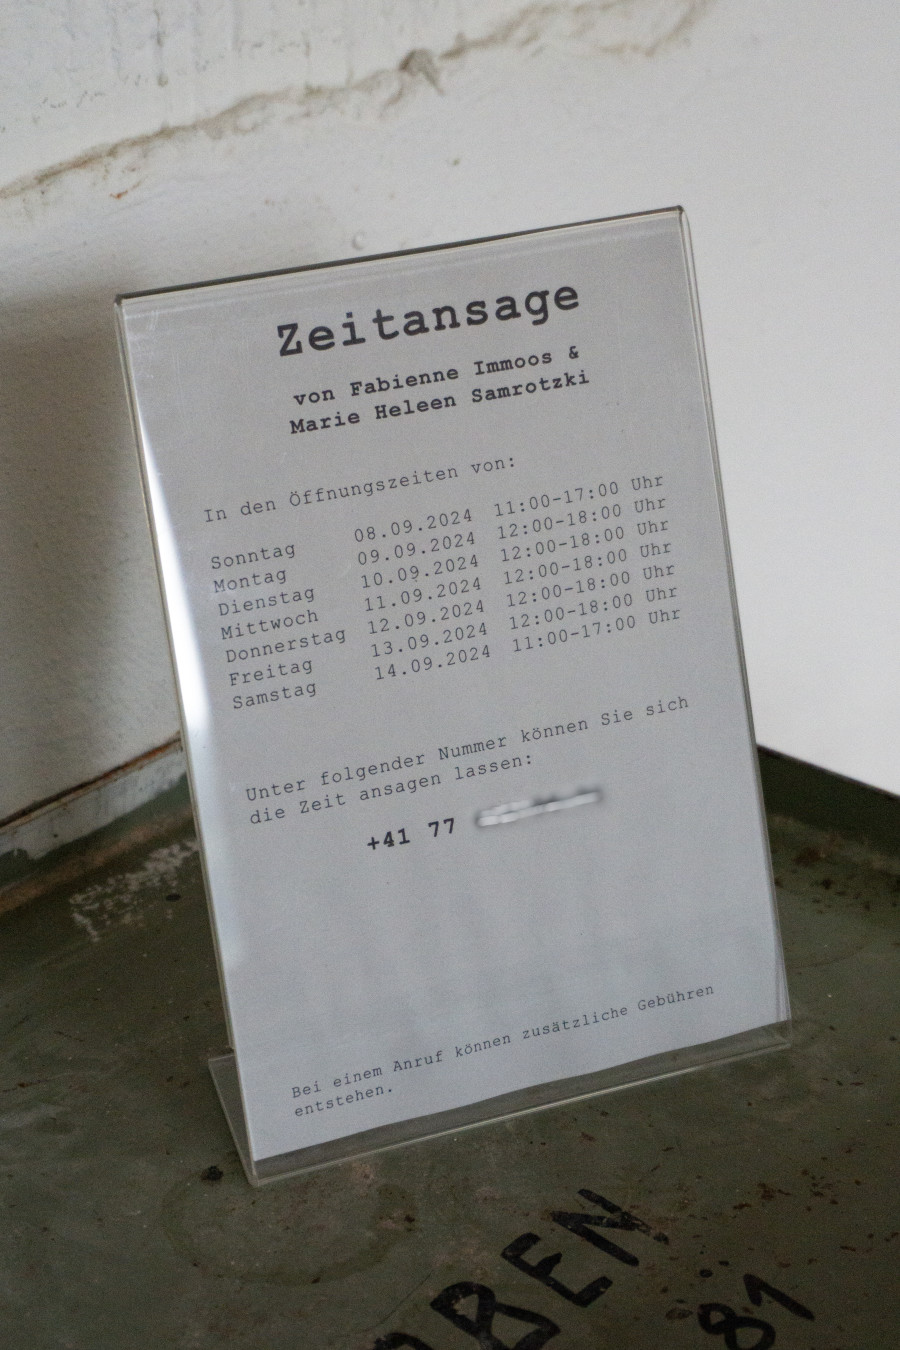 Zeitansage
von Fabienne Immoos &
Marie Heleen Samrotzki
In den Öffnungszeiten von:
Sonntag 08.09.2024 11:00-17:00 Uhr
Montag 09.09.2024 12:00-18:00 Uhr
Dienstag 10.09.2024 12:00-18:00 Uhr
Mittwoch 11.09.2024 12:00-18:00 Uhr
Donnerstag 12.09.2024 12:00-18:00 Uhr
Freitag 13.09.2024 12:00-18:00 Uhr
Samstag 14.09.2024 11:00-17:00 Uhr
Unter folgender Nummer können Sie sich
die Zeit ansagen lassen:
+41 77
Bei einem Anruf können zusätzliche Gebühren
entstehen.
81